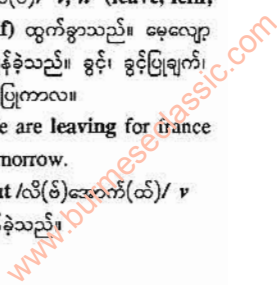 v, n (leave, left,
f) ထွက်ခွာသည်။ မေ့လျော့
န်ခဲ့သည်။ ခွင့်၊ ခွင့်ပြုချက်၊
ပြုကာလ။
e are leaving for france
morrow.
ut /လိ(ဗ်)အောက်(ထ်)/ v
န်ခဲ့သည်။
www.burmeseclassic.com